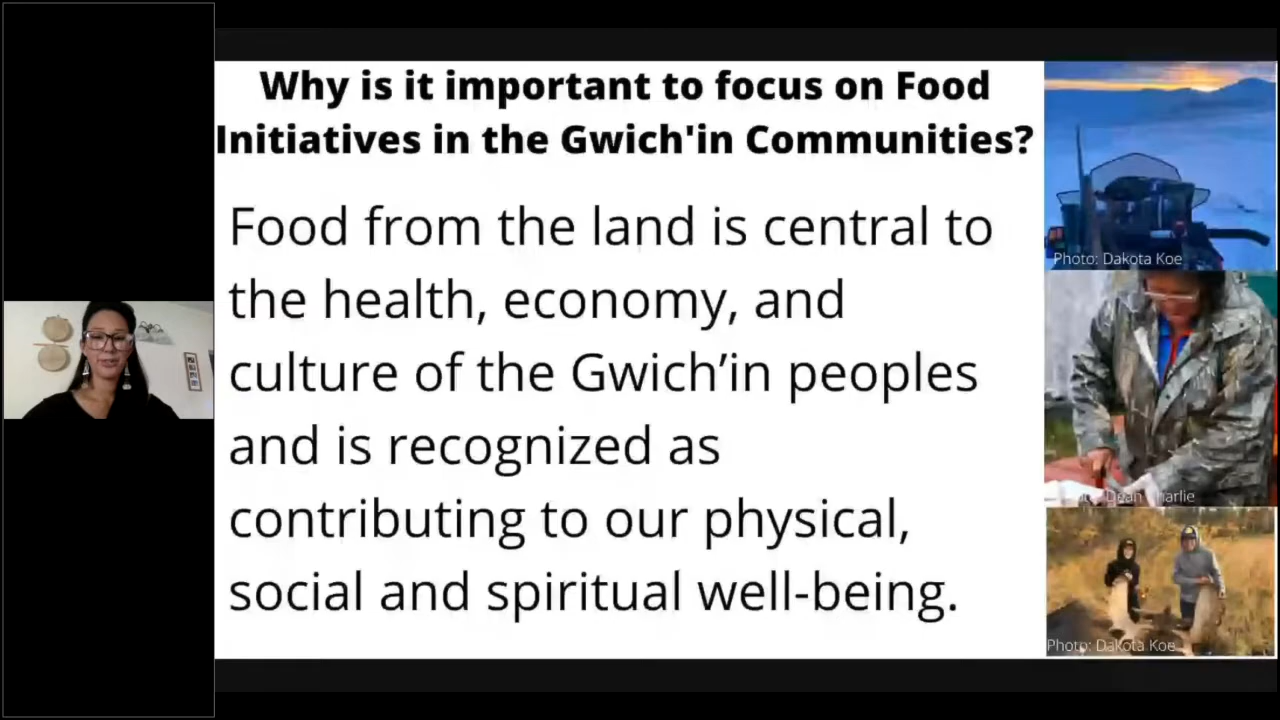 Why is it important to focus on Food
Initiatives in the Gwich'in Communities?
Food from the land is central to
the health, economy, and
culture of the Gwich’in peoples
and is recognized as
contributing to our physical,
social and spiritual well-being.
Photo: Dakota Koe
Dean Charlie
Photo: Dakota Koe